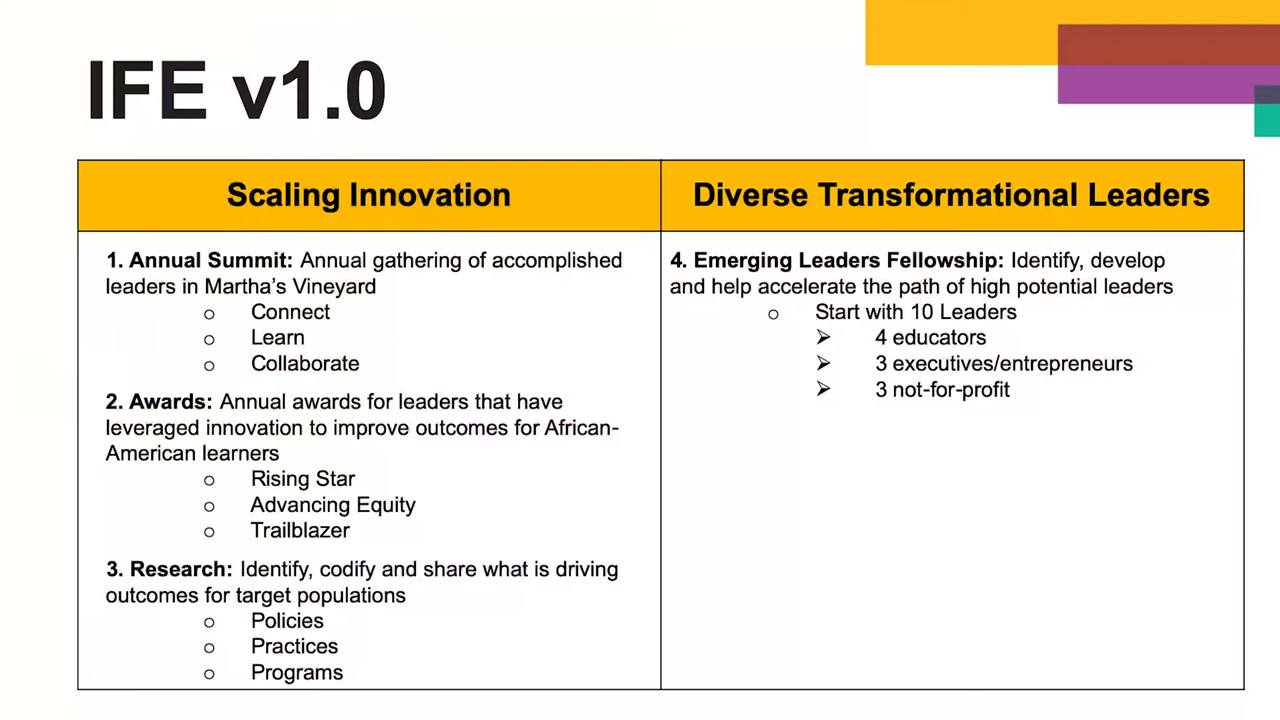 IFE v1.0
Scaling Innovation
Diverse Transformational Leaders
1. Annual Summit: Annual gathering of accomplished
leaders in Martha's Vineyard
o Connect
o Learn
o Collaborate
2. Awards: Annual awards for leaders that have
leveraged innovation to improve outcomes for African-
American learners
o Rising Star
o Advancing Equity
o Trailblazer
3. Research: Identify, codify and share what is driving
outcomes for target populations
o Policies
o Practices
o Programs
4. Emerging Leaders Fellowship: Identify, develop
and help accelerate the path of high potential leaders
o Start with 10 Leaders
➢ 4 educators
➢ 3 executives/entrepreneurs
➢ 3 not-for-profit